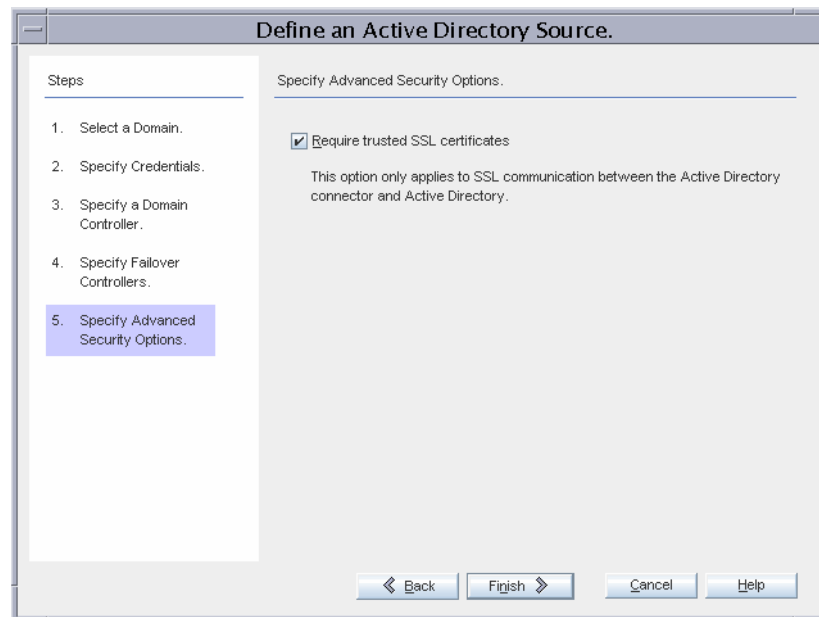 Define an Active Directory Source.
Steps
1. Select a Domain.
2. Specify Credentials.
3. Specify a Domain
Controller.
4. Specify Failover
Controllers.
5. Specify Advanced
Security Options.
Specify Advanced Security Options.
Require trusted SSL certificates
This option only applies to SSL communication between the Active Directory
connector and Active Directory.
Back
Finish
Cancel
Help